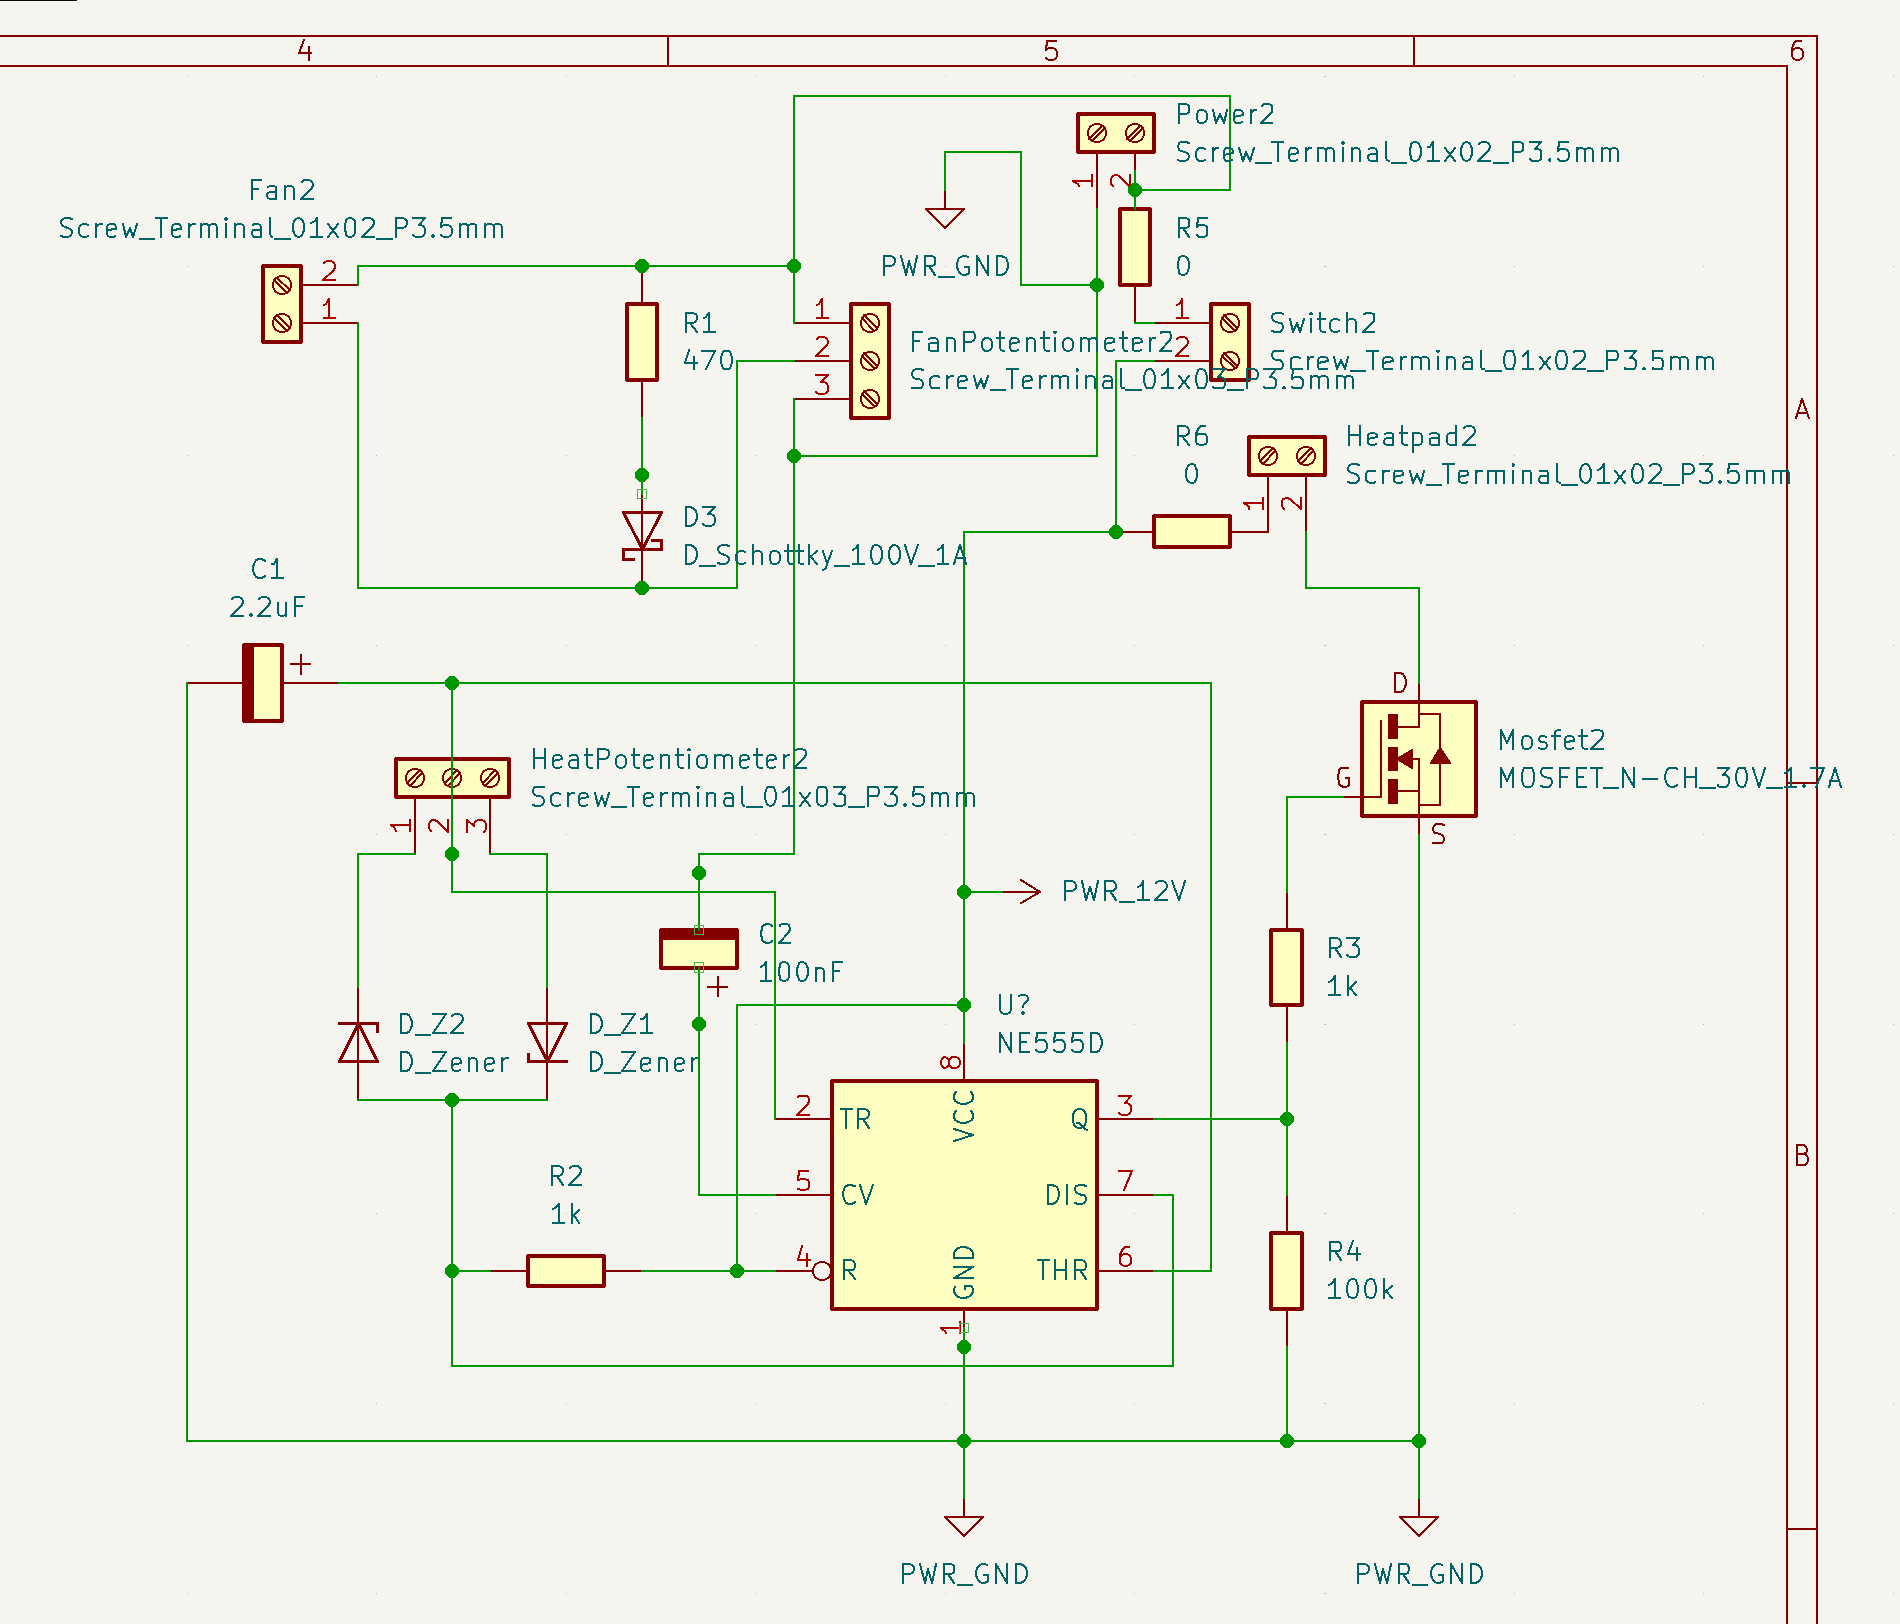 4
5
6
Power2
Screw_Terminal_01x02_P3.5mm
1
2
Fan2
Screw_Terminal_01x02_P3.5mm
2
1
PWR_GND
R5
0
R1
470
1
2
3
FanPotentiometer2
Screw_Terminal_01x03_P3.5mm
1
2
Switch2
Screw_Terminal_01x02_P3.5mm
A
R6
0
Heatpad2
Screw_Terminal_01x02_P3.5mm
1
2
D3
D_Schottky_100V_1A
C1
2.2uF
+
D
G
S
Mosfet2
MOSFET_N-CH_30V_1.7A
HeatPotentiometer2
Screw_Terminal_01x03_P3.5mm
1
2
3
PWR_12V
C2
100nF
+
R3
1k
D_Z2
D_Zener
D_Z1
D_Zener
U?
NE555D
8
VCC
2
TR
Q
3
5
CV
DIS
7
4
R
THR
6
GND
1
B
R2
1k
R4
100k
PWR_GND
PWR_GND